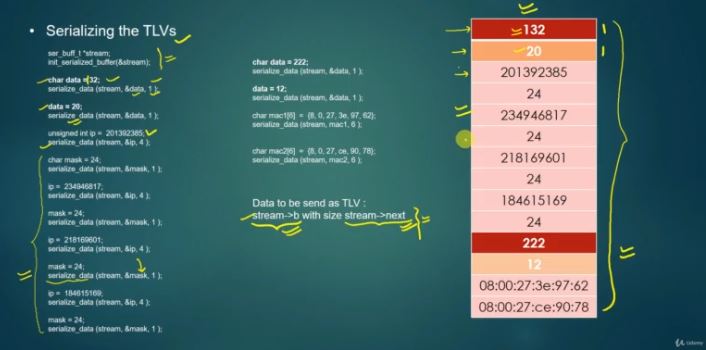 Serializing the TLVs
ser_buff_t *stream;
init_serialized_buffer(&stream);
char data = 132;
serialize_data (stream, &data, 1 );
data = 20;
serialize_data (stream, &data, 1 );
unsigned int ip = 201392385;
serialize_data (stream, &ip, 4 );
char mask = 24;
serialize_data (stream, &mask, 1 );
ip = 234946817;
serialize_data (stream, &ip, 4 );
mask = 24;
serialize_data (stream, &mask, 1 );
ip = 218169601;
serialize_data (stream, &ip, 4 );
mask = 24;
serialize_data (stream, &mask, 1 );
ip = 184615169;
serialize_data (stream, &ip, 4 );
mask = 24;
serialize_data (stream, &mask, 1 );
char data = 222;
serialize_data (stream, &data, 1 );
data = 12;
serialize_data (stream, &data, 1 );
char mac1[6] = {8, 0, 27, 3e, 97, 62};
serialize_data (stream, mac1, 6 );
char mac2[6] = {8, 0, 27, ce, 90, 78};
serialize_data (stream, mac2, 6 );
Data to be send as TLV :
stream->b with size stream->next
132
20
201392385
24
234946817
24
218169601
24
184615169
24
222
12
08:00:27:3e:97:62
08:00:27:ce:90:78
1
1
Udemy